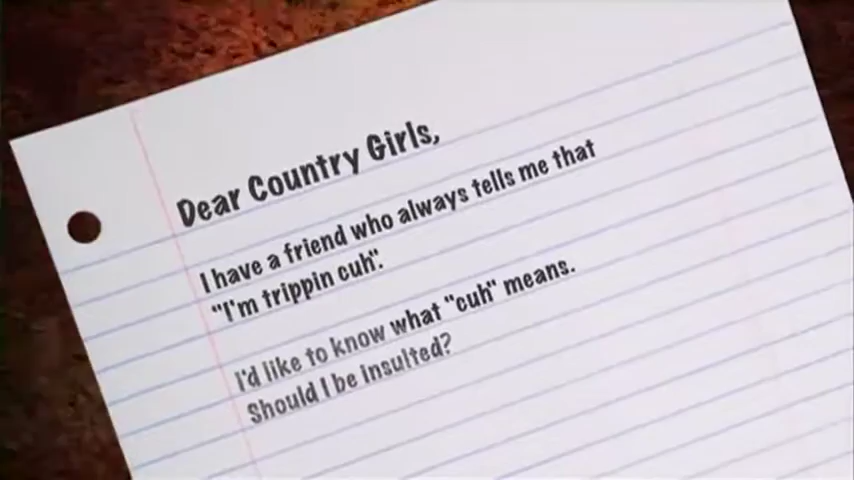 Dear Country Girls,
I have a friend who always tells me that
"I'm trippin cuh".
I'd like to know what "cuh" means.
Should I be insulted?